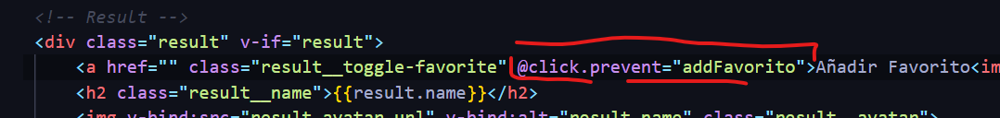 <!-- Result -->
<div class="result" v-if="result">
<a href="" class="result__toggle-favorite" @click.prevent="addFavorito">Añadir Favorito<im
<h2 class="result__name">{{result.name}}</h2>
<img v-bind:src="result.avatar_url" v-bind:alt="result.name" class="result__avatar">